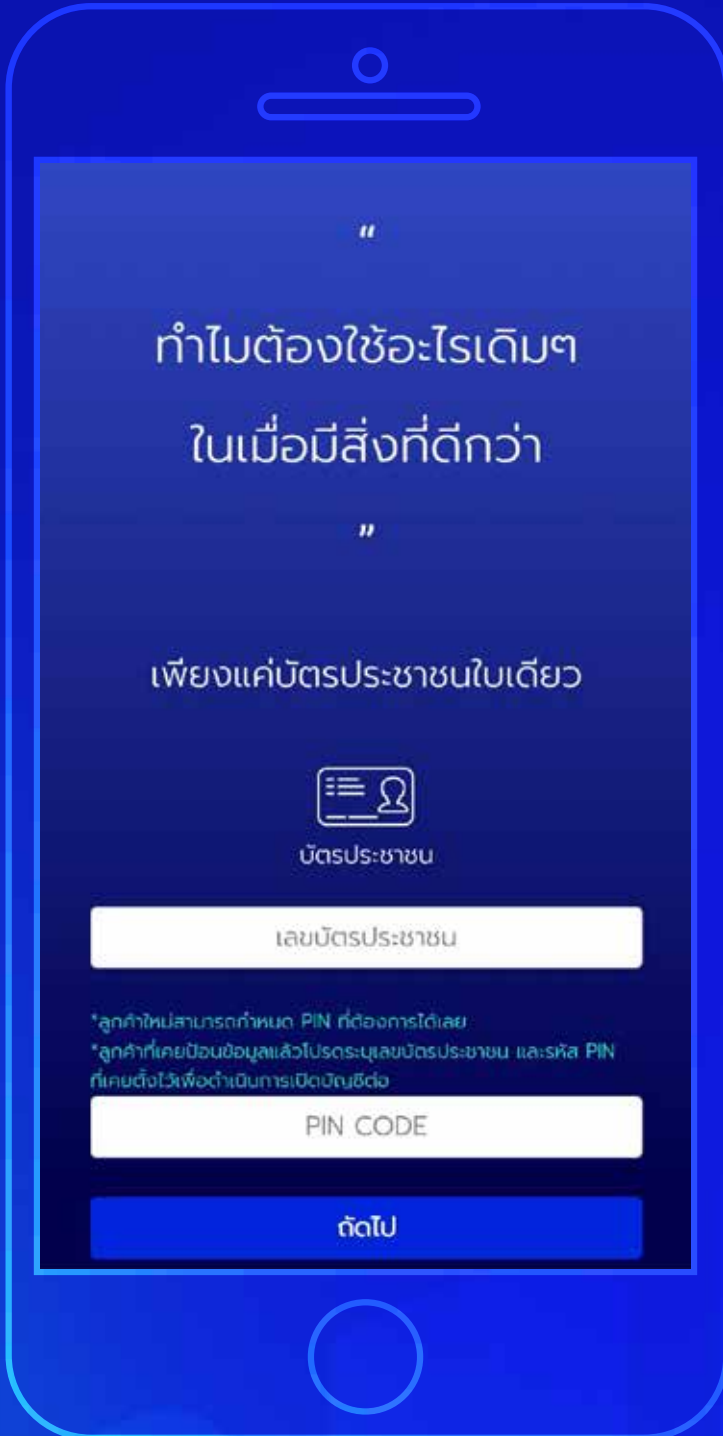 “
ทำไมต้องใช้อะไรเดิมๆ
ในเมื่อมีสิ่งที่ดีกว่า
”
เพียงแค่บัตรประชาชนใบเดียว
บัตรประชาชน
เลขบัตรประชาชน
*ลูกค้าใหม่สามารถกำหนด PIN ที่ต้องการได้เลย
*ลูกค้าที่เคยป้อนข้อมูลแล้วโปรดระบุเลขบัตรประชาชน และรหัส PIN
ที่เคยตั้งไว้เพื่อดำเนินการเปิดบัญชีต่อ
PIN CODE
ถัดไป